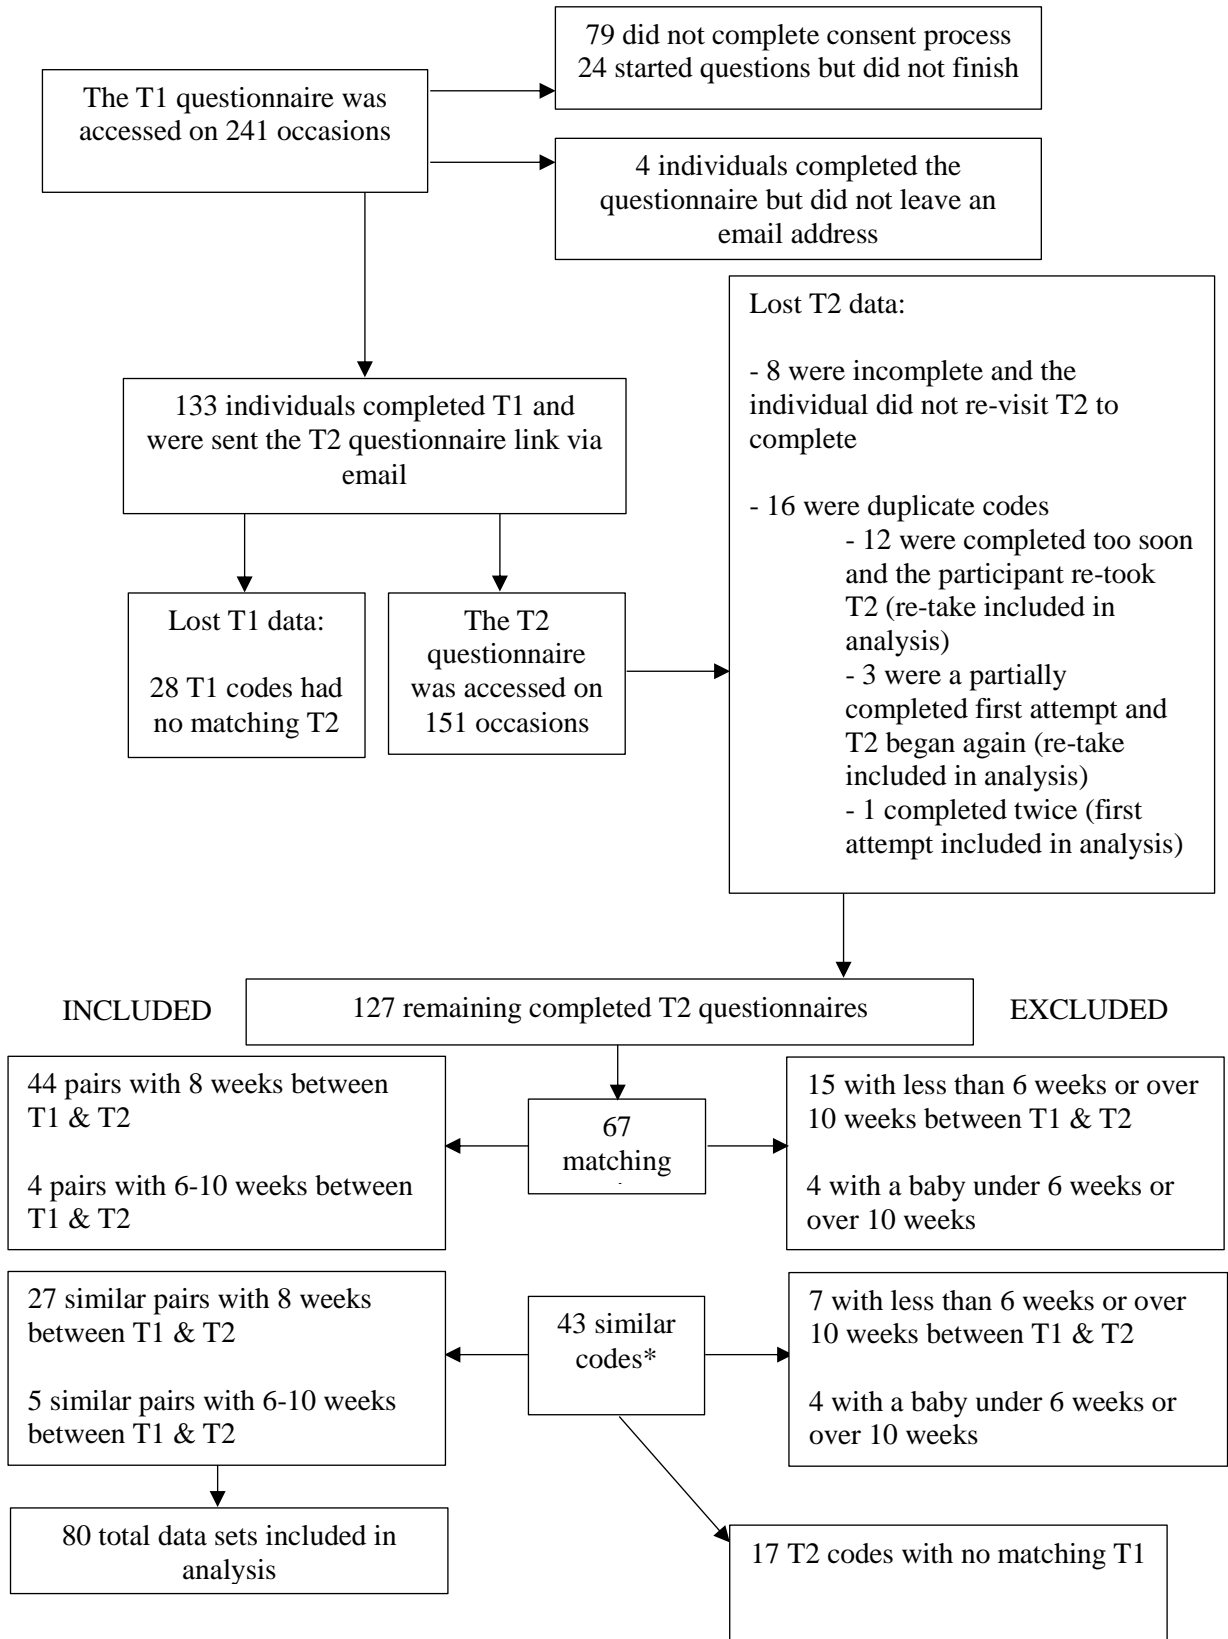 79 did not complete consent process
24 started questions but did not finish
The T1 questionnaire was
accessed on 241 occasions
4 individuals completed the
questionnaire but did not leave an
email address
Lost T2 data:
- 8 were incomplete and the
individual did not re-visit T2 to
complete
- 16 were duplicate codes
- 12 were completed too soon
and the participant re-took
T2 (re-take included in
analysis)
- 3 were a partially
completed first attempt and
T2 began again (re-take
included in analysis)
- 1 completed twice (first
attempt included in analysis)
133 individuals completed T1 and
were sent the T2 questionnaire link via
email
Lost T1 data:
28 T1 codes had
no matching T2
The T2
questionnaire
was accessed on
151 occasions
INCLUDED
127 remaining completed T2 questionnaires
EXCLUDED
44 pairs with 8 weeks between
T1 & T2
4 pairs with 6-10 weeks between
T1 & T2
67
matching
15 with less than 6 weeks or over
10 weeks between T1 & T2
4 with a baby under 6 weeks or
over 10 weeks
27 similar pairs with 8 weeks
between T1 & T2
5 similar pairs with 6-10 weeks
between T1 & T2
43 similar
codes*
7 with less than 6 weeks or over
10 weeks between T1 & T2
4 with a baby under 6 weeks or
over 10 weeks
80 total data sets included in
analysis
17 T2 codes with no matching T1